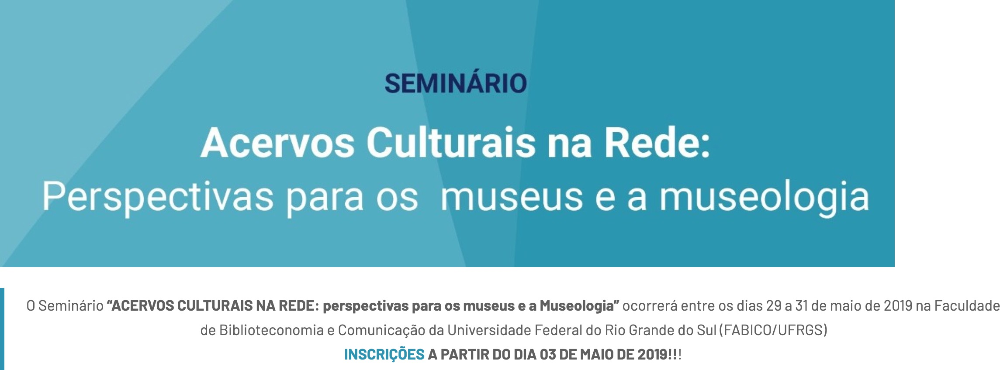 SEMINÁRIO
Acervos Culturais na Rede:
Perspectivas para os museus e a museologia
O Seminário “ACERVOS CULTURAIS NA REDE: perspectivas para os museus e a Museologia” ocorrerá entre os dias 29 a 31 de maio de 2019 na Faculdade
de Biblioteconomia e Comunicação da Universidade Federal do Rio Grande do Sul (FABICO/UFRGS)
INSCRIÇÕES A PARTIR DO DIA 03 DE MAIO DE 2019!!!